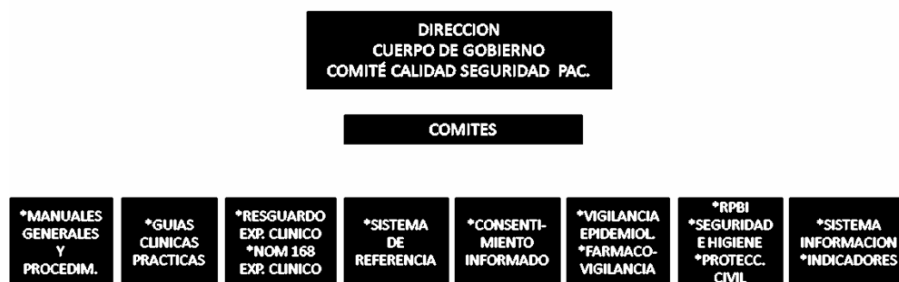 DIRECCION
CUERPO DE GOBIERNO
COMITÉ CALIDAD SEGURIDAD PAC.
COMITES
*MANUALES
GENERALES
Y
PROCEDIM.
*GUIAS
CLINICAS
PRACTICAS
*RESGUARDO
EXP. CLINICO
*NOM 168
EXP. CLINICO
*SISTEMA
DE
REFERENCIA
*CONSENTI-
MIENTO
INFORMADO
*VIGILANCIA
EPIDEMIOL.
*FARMACO-
VIGILANCIA
*RPBI
*SEGURIDAD
E HIGIENE
*PROTECC.
CIVIL
*SISTEMA
INFORMACION
*INDICADORES